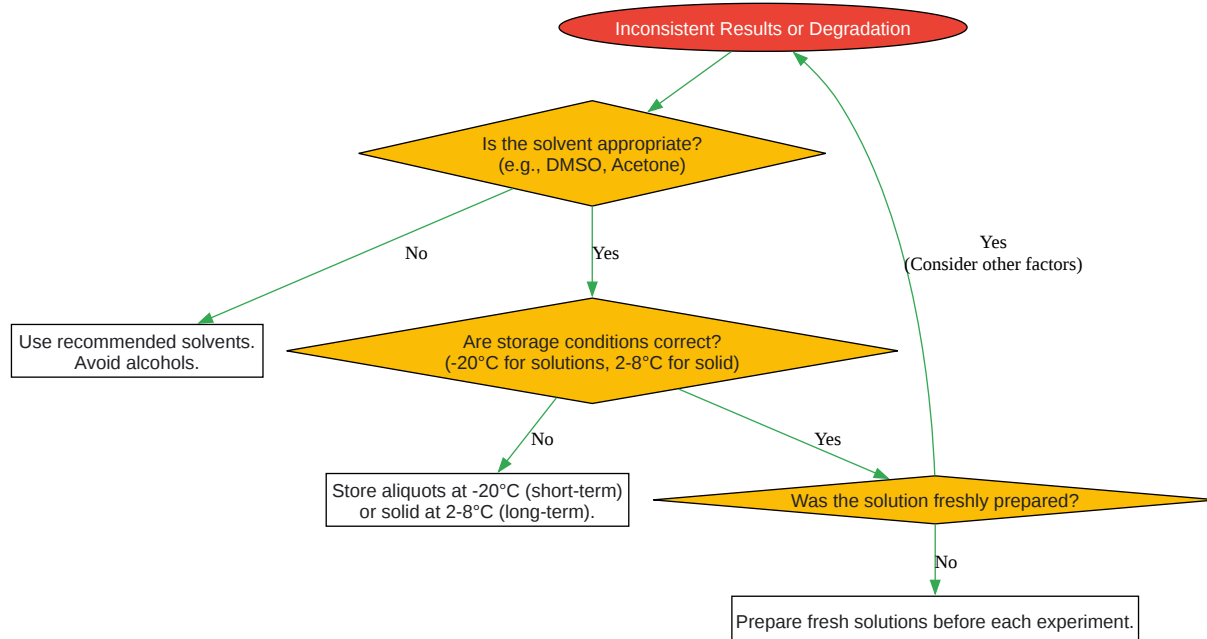 Inconsistent Results or Degradation
Is the solvent appropriate?
(e.g., DMSO, Acetone)
No
Yes
Yes
(Consider other factors)
Use recommended solvents.
Avoid alcohols.
Are storage conditions correct?
(-20°C for solutions, 2-8°C for solid)
No
Yes
Store aliquots at -20°C (short-term)
or solid at 2-8°C (long-term).
Was the solution freshly prepared?
No
Prepare fresh solutions before each experiment.